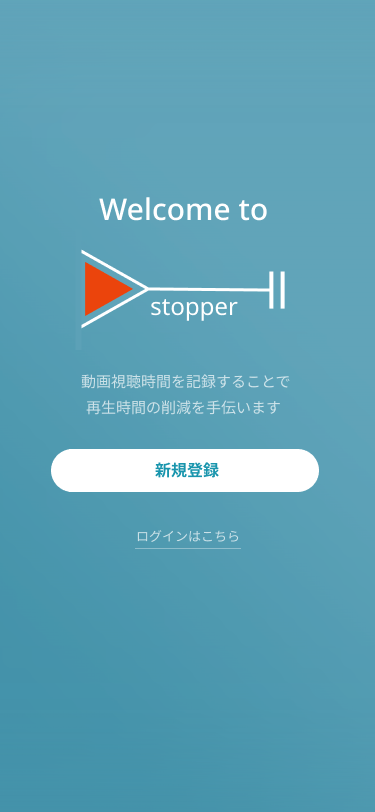 Welcome to
stopper
動画視聴時間を記録することで
再生時間の削減を手伝います
新規登録
ログインはこちら